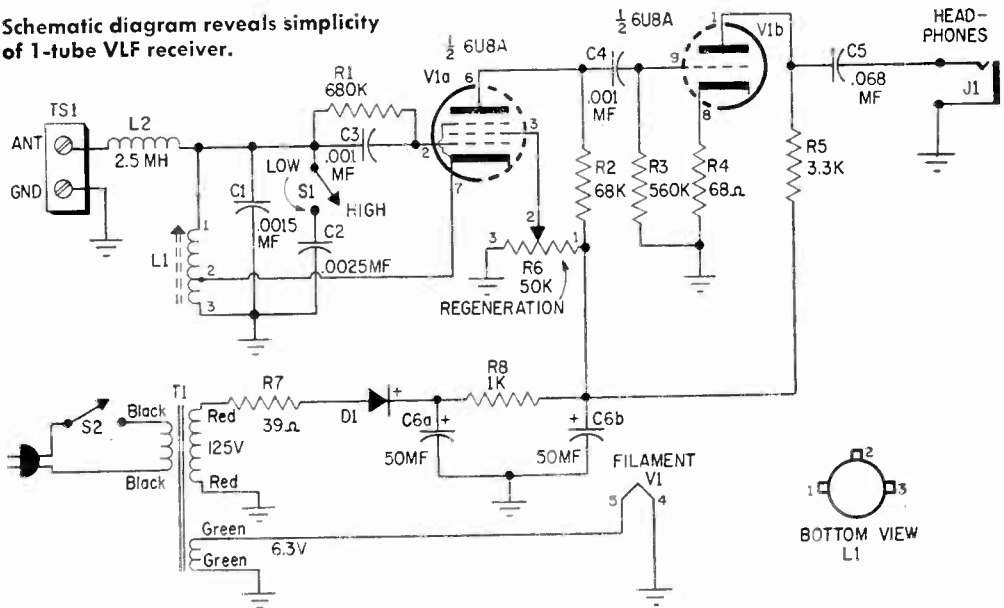 Schematic diagram reveals simplicity
of 1-tube VLF receiver.
TS1
ANT
GND
L2
2.5 MH
R1
680K
C3
.001
MF
LOW
S1
HIGH
C1
.0015
MF
C2
.0025MF
L1
1
2
3
½ 6U8A
V1a
6
3
2
7
C4
.001
MF
½ 6U8A
V1b
1
9
8
R2
68K
R3
560K
R4
68Ω
R5
3.3K
C5
.068
MF
HEAD-
PHONES
J1
2
3
1
R6
50K
REGENERATION
S2
Black
Black
T1
Red
125V
Red
Green
6.3V
Green
R7
39Ω
D1
+
R8
1K
C6a
+
50MF
+
C6b
50MF
FILAMENT
V1
5
4
1
2
3
BOTTOM VIEW
L1